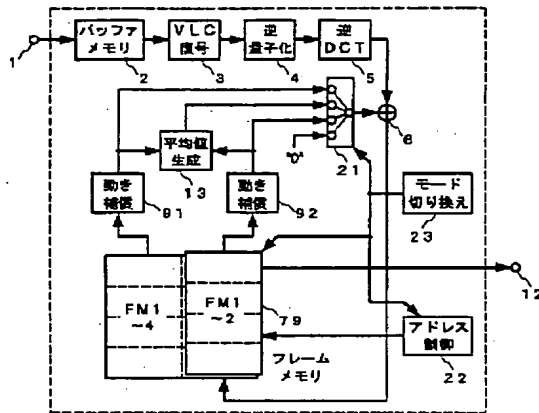 バッファ
メモリ
VLC
復号
逆
量子化
逆
DCT
1
2
3
4
5
平均値
生成
13
"0"
21
6
動き
補償
91
動き
補償
92
モード
切り換え
23
FM1
~4
FM1
~2
79
12
アドレス
制御
22
フレーム
メモリ